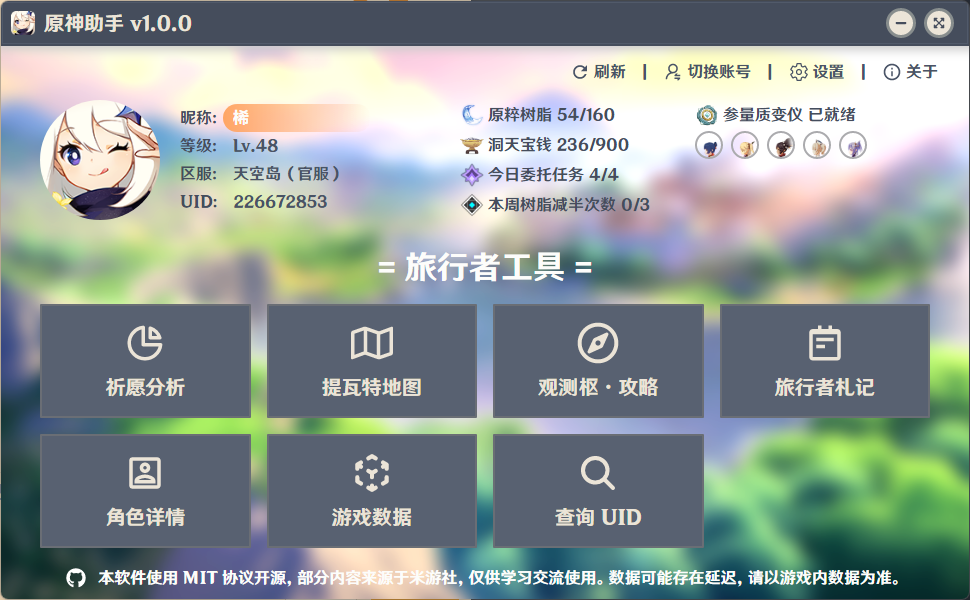 原神助手 v1.0.0
刷新 | 切换账号 | 设置 | 关于
昵称: 桸
等级: Lv.48
区服: 天空岛（官服）
UID: 226672853
原粹树脂 54/160
洞天宝钱 236/900
今日委托任务 4/4
本周树脂减半次数 0/3
参量质变仪 已就绪
= 旅行者工具 =
祈愿分析
提瓦特地图
观测枢·攻略
旅行者札记
角色详情
游戏数据
查询 UID
本软件使用 MIT 协议开源, 部分内容来源于米游社, 仅供学习交流使用。数据可能存在延迟, 请以游戏内数据为准。